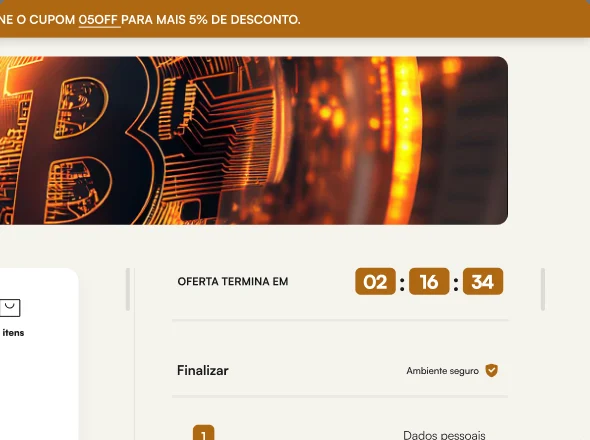 NE O CUPOM 05OFF PARA MAIS 5% DE DESCONTO.
OFERTA TERMINA EM 02 : 16 : 34
itens
Finalizar Ambiente seguro
1 Dados pessoais